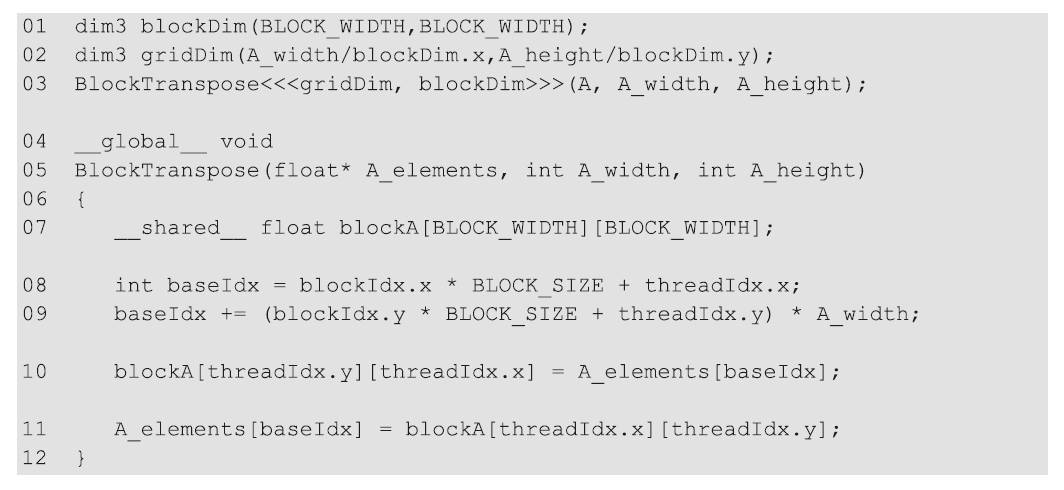 01 dim3 blockDim(BLOCK_WIDTH,BLOCK_WIDTH);
02 dim3 gridDim(A_width/blockDim.x,A_height/blockDim.y);
03 BlockTranspose<<<gridDim, blockDim>>>(A, A_width, A_height);
04 __global__ void
05 BlockTranspose(float* A_elements, int A_width, int A_height)
06 {
07 __shared__ float blockA[BLOCK_WIDTH][BLOCK_WIDTH];
08 int baseIdx = blockIdx.x * BLOCK_SIZE + threadIdx.x;
09 baseIdx += (blockIdx.y * BLOCK_SIZE + threadIdx.y) * A_width;
10 blockA[threadIdx.y][threadIdx.x] = A_elements[baseIdx];
11 A_elements[baseIdx] = blockA[threadIdx.x][threadIdx.y];
12 }